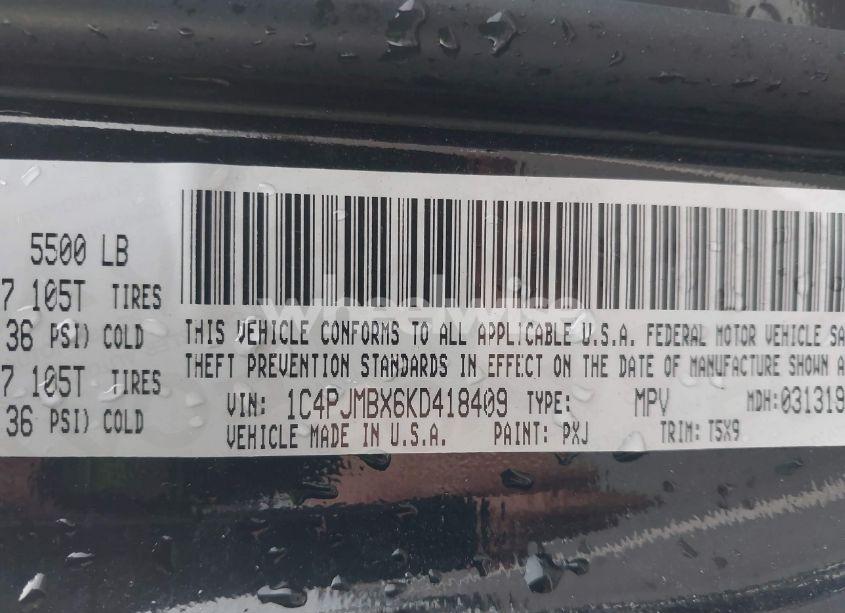 5500 LB
7 105T TIRES
36 PSI) COLD
7 105T TIRES
36 PSI) COLD
THIS VEHICLE CONFORMS TO ALL APPLICABLE U.S.A. FEDERAL MOTOR VEHICLE SA
THEFT PREVENTION STANDARDS IN EFFECT ON THE DATE OF MANUFACTURE SHOWN A
VIN: 1C4PJMBX6KD418409 TYPE: MPV MDH: 031319
VEHICLE MADE IN U.S.A. PAINT: PXJ TRIM: T5X9
wheelwise